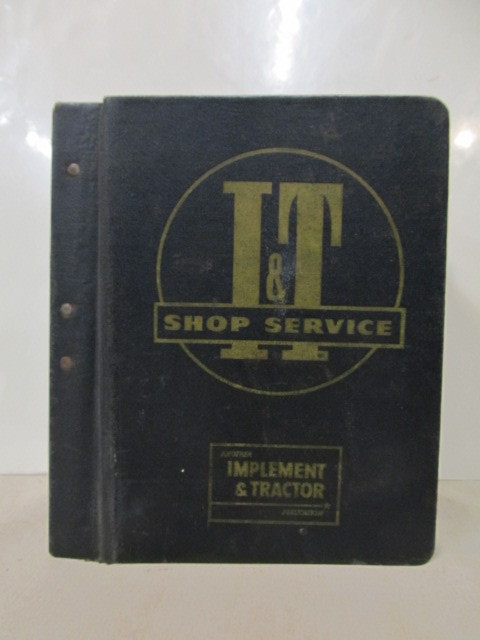 I&T
SHOP SERVICE
IMPLEMENT
& TRACTOR